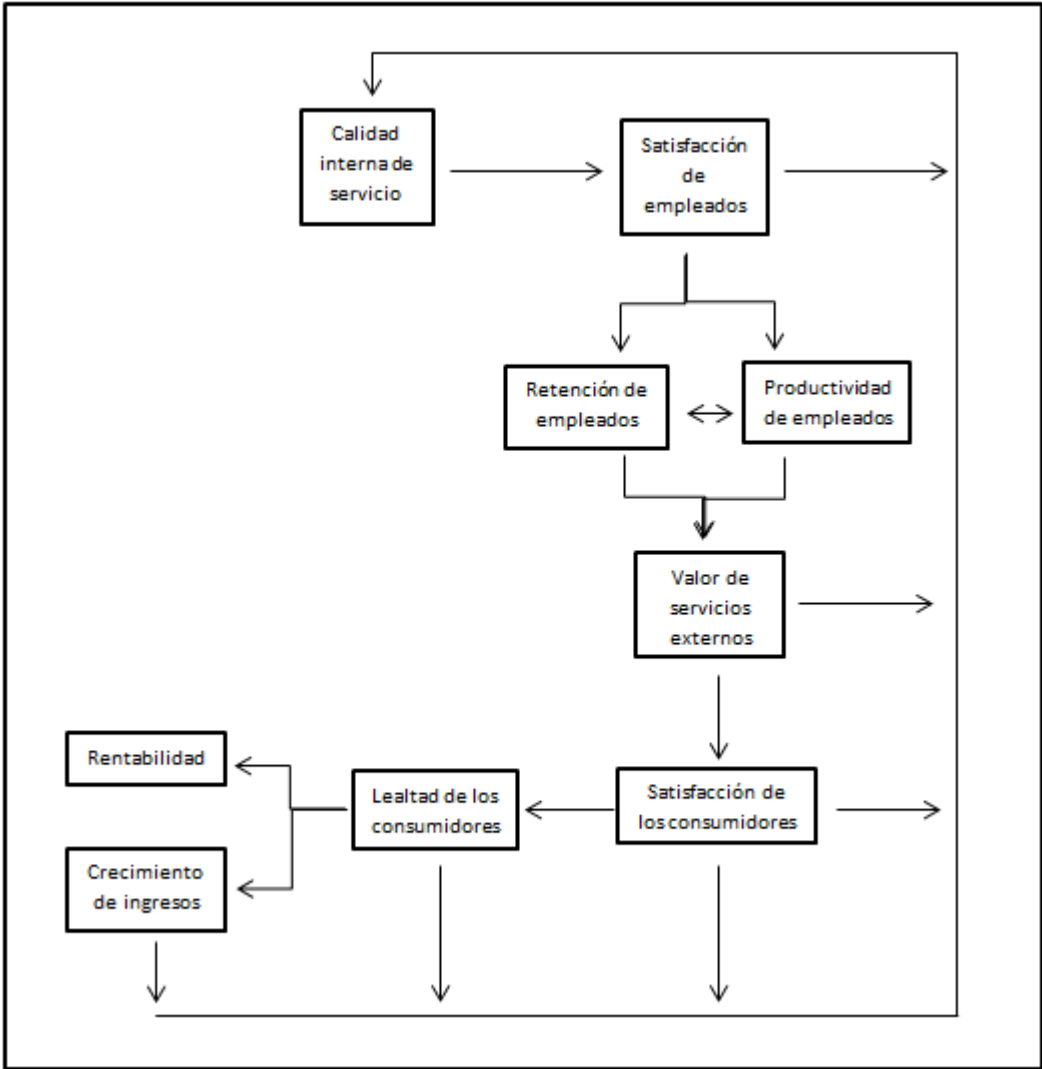 Calidad
interna de
servicio
Satisfacción
de
empleados
Retención de
empleados
Productividad
de empleados
Valor de
servicios
externos
Satisfacción de
los consumidores
Lealtad de los
consumidores
Rentabilidad
Crecimiento
de ingresos